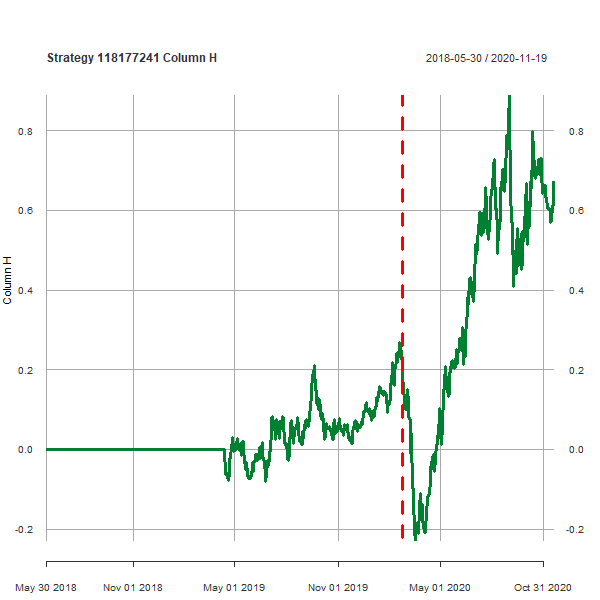 Strategy 118177241 Column H
2018-05-30 / 2020-11-19
0.8
0.8
0.6
0.6
0.4
0.4
0.2
0.2
0.0
0.0
-0.2
-0.2
Column H
May 30 2018
Nov 01 2018
May 01 2019
Nov 01 2019
May 01 2020
Oct 31 2020